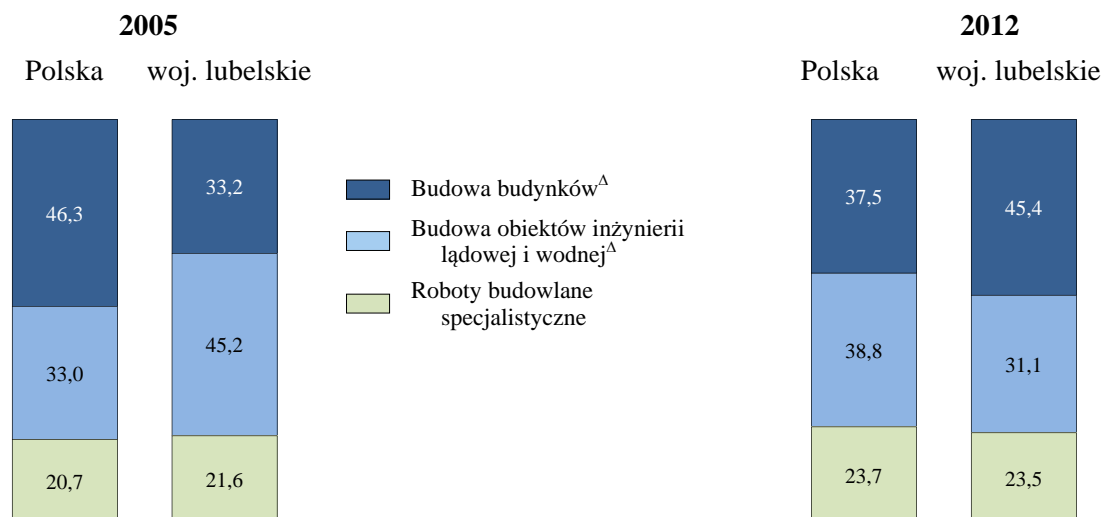 2005
2012
Polska
woj. lubelskie
Polska
woj. lubelskie
46,3
33,0
20,7
33,2
45,2
21,6
Budowa budynków^Δ
Budowa obiektów inżynierii
lądowej i wodnej^Δ
Roboty budowlane
specjalistyczne
37,5
38,8
23,7
45,4
31,1
23,5